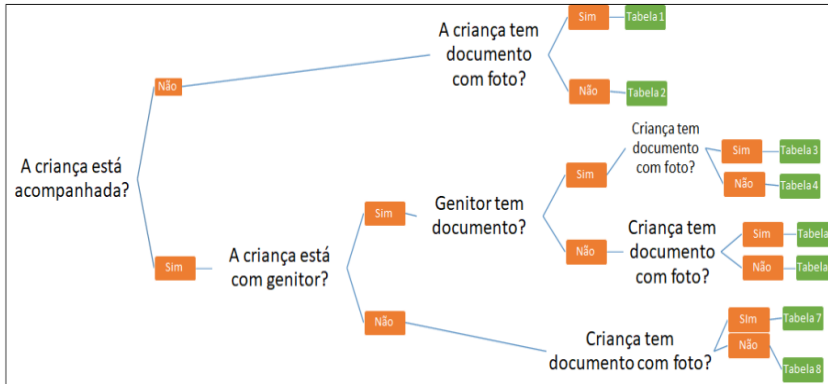 A criança tem
documento
com foto?
Sim
Tabela 1
Não
Tabela 2
Não
A criança está
acompanhada?
Sim
A criança está
com genitor?
Sim
Genitor tem
documento?
Sim
Criança tem
documento
com foto?
Sim
Tabela 3
Não
Tabela 4
Não
Criança tem
documento
com foto?
Sim
Tabela
Não
Tabela
Não
Criança tem
documento com foto?
SIm
Tabela 7
Não
Tabela 8